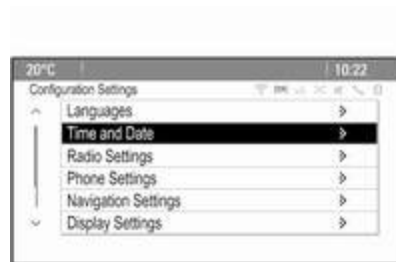 20°C 10:22
Configuration Settings
Languages
Time and Date
Radio Settings
Phone Settings
Navigation Settings
Display Settings